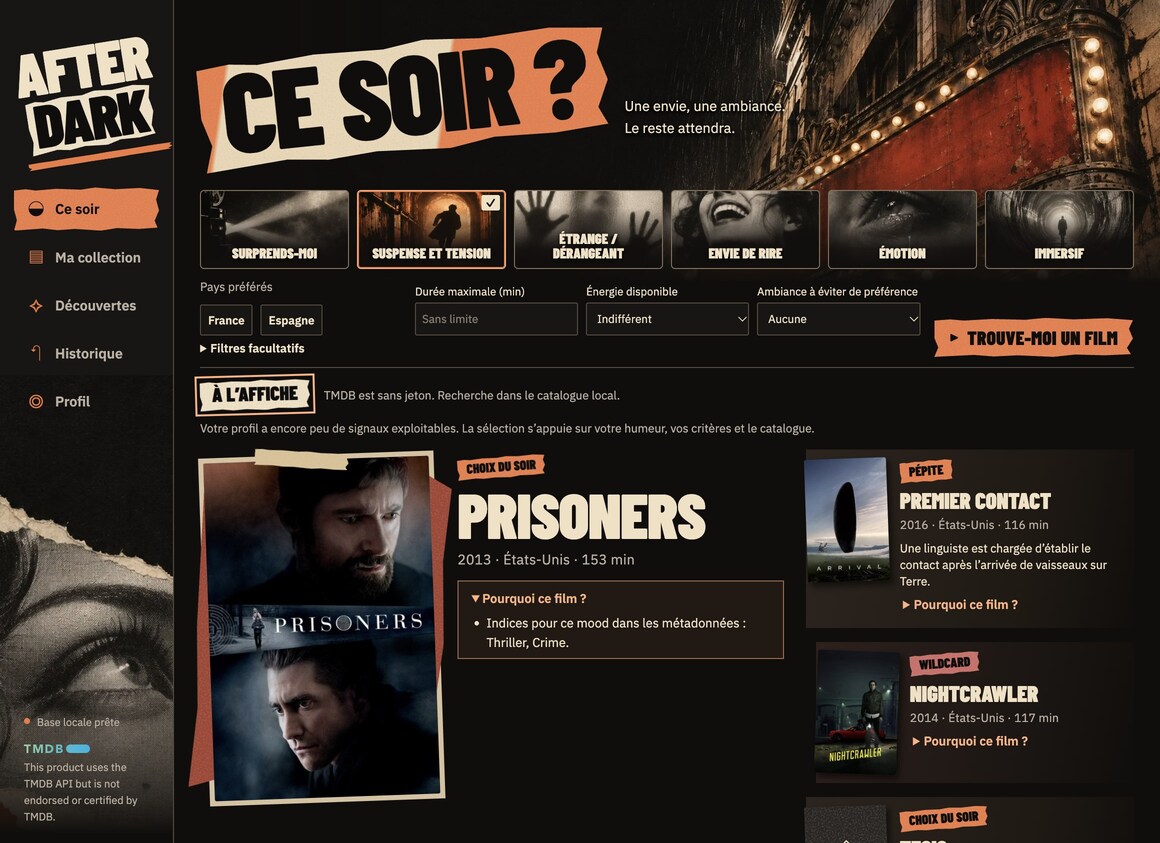 AFTER
DARK
Ce soir
Ma collection
Découvertes
Historique
Profil
Base locale prête
TMDB
This product uses the
TMDB API but is not
endorsed or certified by
TMDB.
CE SOIR ?
Une envie, une ambiance.
Le reste attendra.
SURPRENDS-MOI
SUSPENSE ET TENSION
ÉTRANGE /
DÉRANGEANT
ENVIE DE RIRE
ÉMOTION
IMMERSIF
Pays préférés
France
Espagne
Filtres facultatifs
Durée maximale (min)
Sans limite
Énergie disponible
Indifférent
Ambiance à éviter de préférence
Aucune
TROUVE-MOI UN FILM
À L'AFFICHE
TMDB est sans jeton. Recherche dans le catalogue local.
Votre profil a encore peu de signaux exploitables. La sélection s'appuie sur votre humeur, vos critères et le catalogue.
PRISONERS
CHOIX DU SOIR
PRISONERS
2013 · États-Unis · 153 min
Pourquoi ce film ?
Indices pour ce mood dans les métadonnées :
Thriller, Crime.
ARRIVAL
PÉPITE
PREMIER CONTACT
2016 · États-Unis · 116 min
Une linguiste est chargée d'établir le
contact après l'arrivée de vaisseaux sur
Terre.
Pourquoi ce film ?
NIGHTCRAWLER
WILDCARD
NIGHTCRAWLER
2014 · États-Unis · 117 min
Pourquoi ce film ?
CHOIX DU SOIR